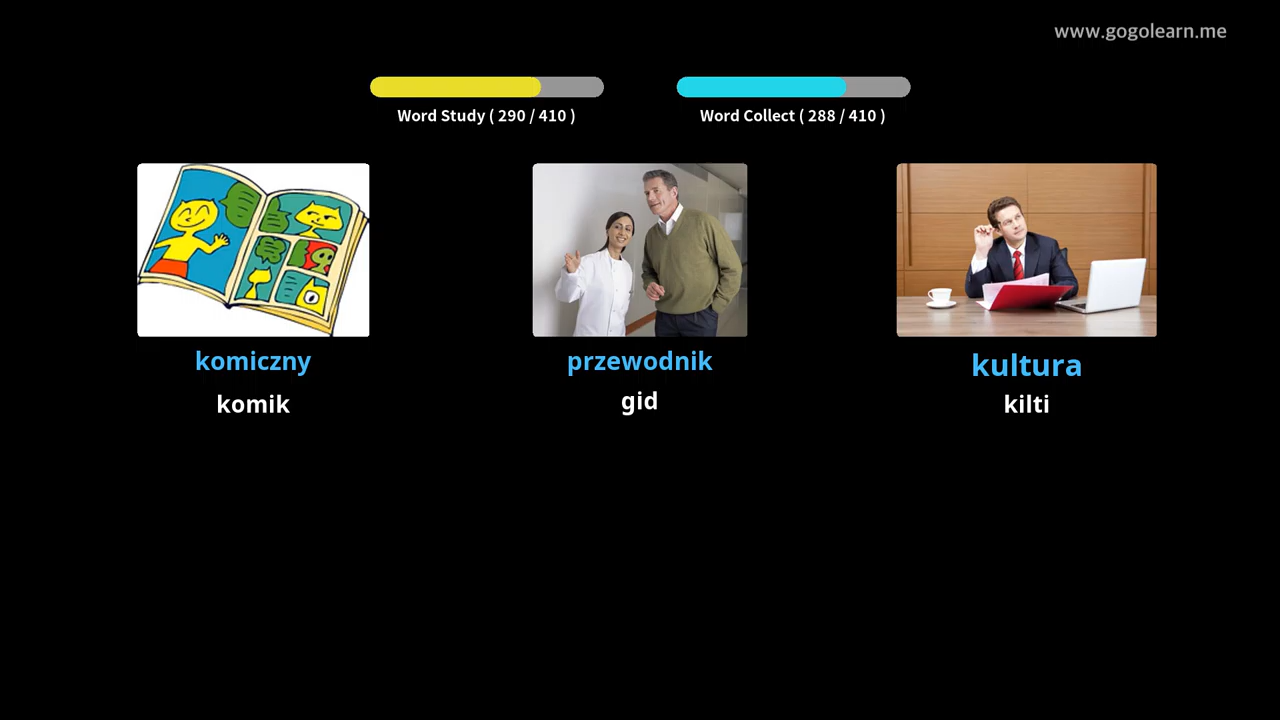 www.gogolearn.me
Word Study ( 290 / 410 )
Word Collect ( 288 / 410 )
komiczny
komik
przewodnik
gid
kultura
kilti